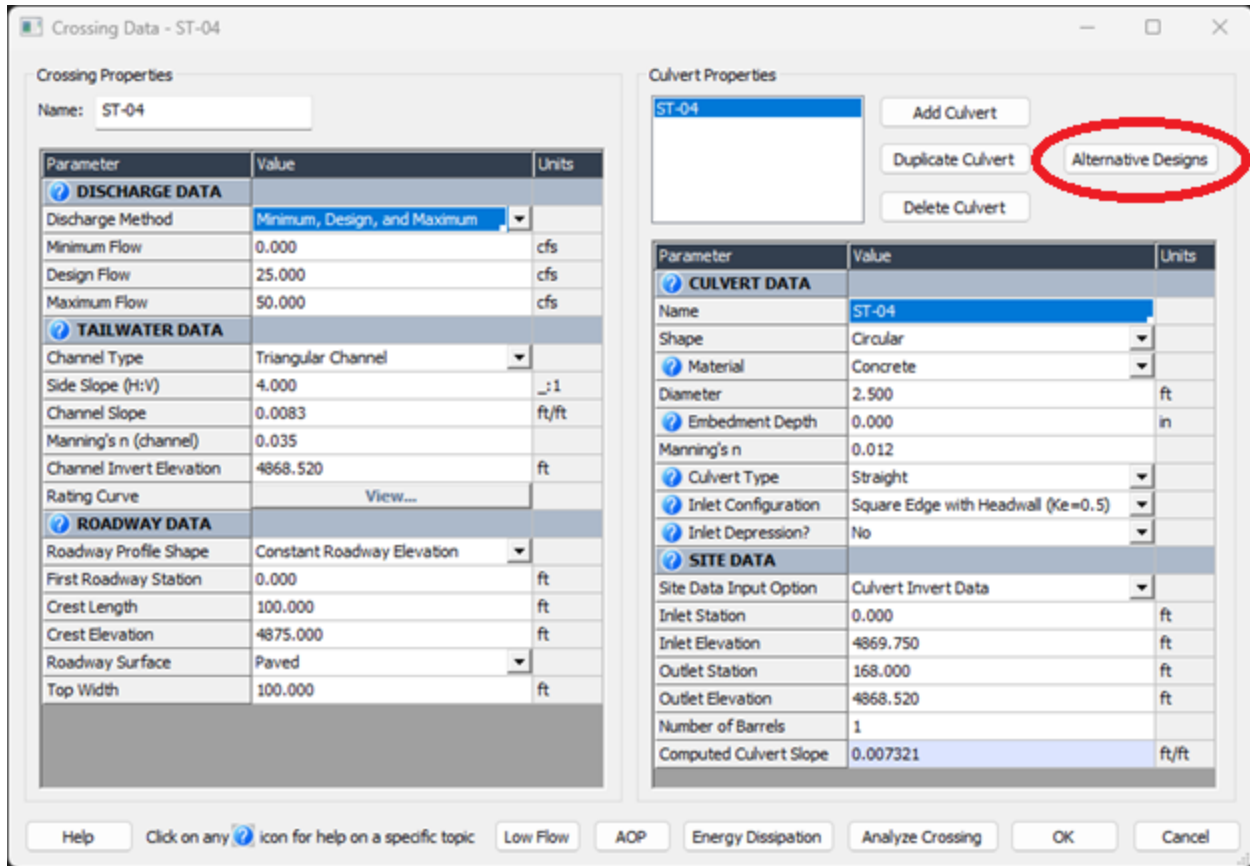 Crossing Data - ST-04
Crossing Properties
Name: ST-04
Parameter Value Units
DISCHARGE DATA
Discharge Method Minimum, Design, and Maximum
Minimum Flow 0.000 cfs
Design Flow 25.000 cfs
Maximum Flow 50.000 cfs
TAILWATER DATA
Channel Type Triangular Channel
Side Slope (H:V) 4.000 _:1
Channel Slope 0.0083 ft/ft
Manning's n (channel) 0.035
Channel Invert Elevation 4868.520 ft
Rating Curve View...
ROADWAY DATA
Roadway Profile Shape Constant Roadway Elevation
First Roadway Station 0.000 ft
Crest Length 100.000 ft
Crest Elevation 4875.000 ft
Roadway Surface Paved
Top Width 100.000 ft
Culvert Properties
ST-04
Add Culvert
Duplicate Culvert
Delete Culvert
Alternative Designs
Parameter Value Units
CULVERT DATA
Name ST-04
Shape Circular
Material Concrete
Diameter 2.500 ft
Embedment Depth 0.000 in
Manning's n 0.012
Culvert Type Straight
Inlet Configuration Square Edge with Headwall (Ke=0.5)
Inlet Depression? No
SITE DATA
Site Data Input Option Culvert Invert Data
Inlet Station 0.000 ft
Inlet Elevation 4869.750 ft
Outlet Station 168.000 ft
Outlet Elevation 4868.520 ft
Number of Barrels 1
Computed Culvert Slope 0.007321 ft/ft
Help Click on any ? icon for help on a specific topic Low Flow AOP Energy Dissipation Analyze Crossing OK Cancel